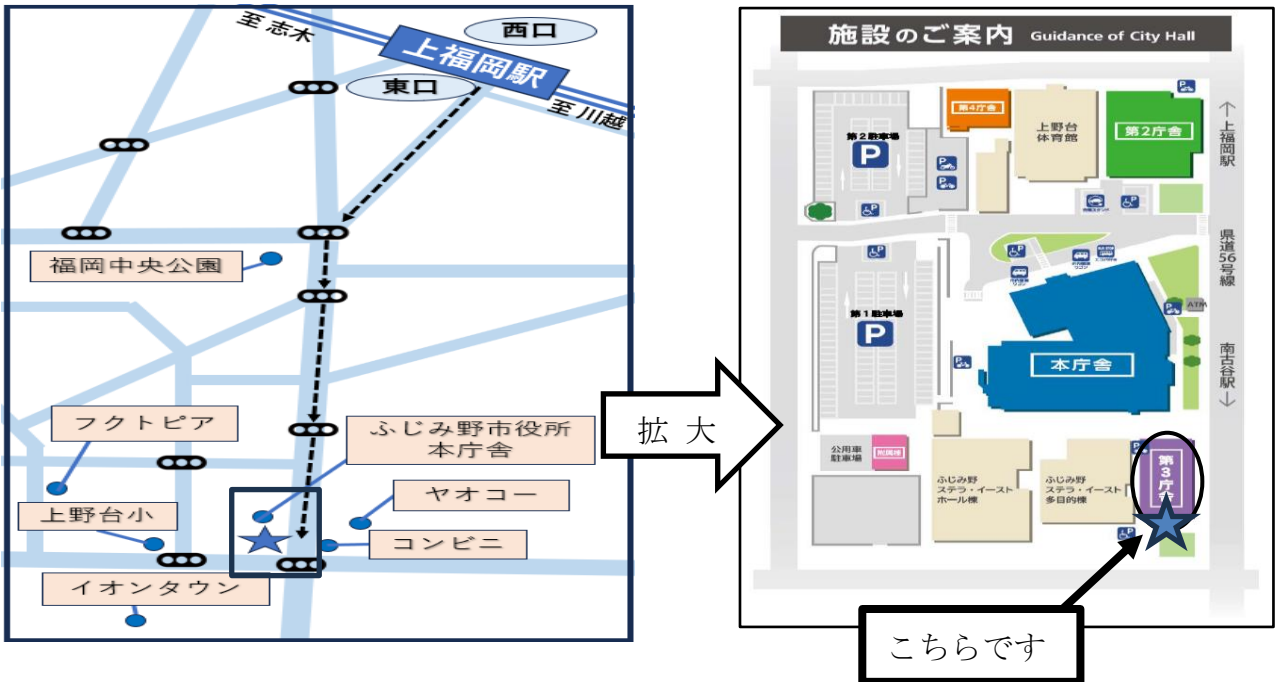 至 志木
西口
上福岡駅
東口
至 川越
福岡中央公園
フクトピア
ふじみ野市役所
本庁舎
上野台小
ヤオコー
コンビニ
イオンタウン
拡 大
施設のご案内 Guidance of City Hall
第4庁舎
上野台
体育館
第2庁舎
第2駐車場
P
↑
上福岡駅
県道56号線
南古谷駅
↓
第1駐車場
P
ATM
本庁舎
公用車
駐車場
附属棟
ふじみ野
ステラ・イースト
ホール棟
ふじみ野
ステラ・イースト
多目的棟
第3庁舎
こちらです